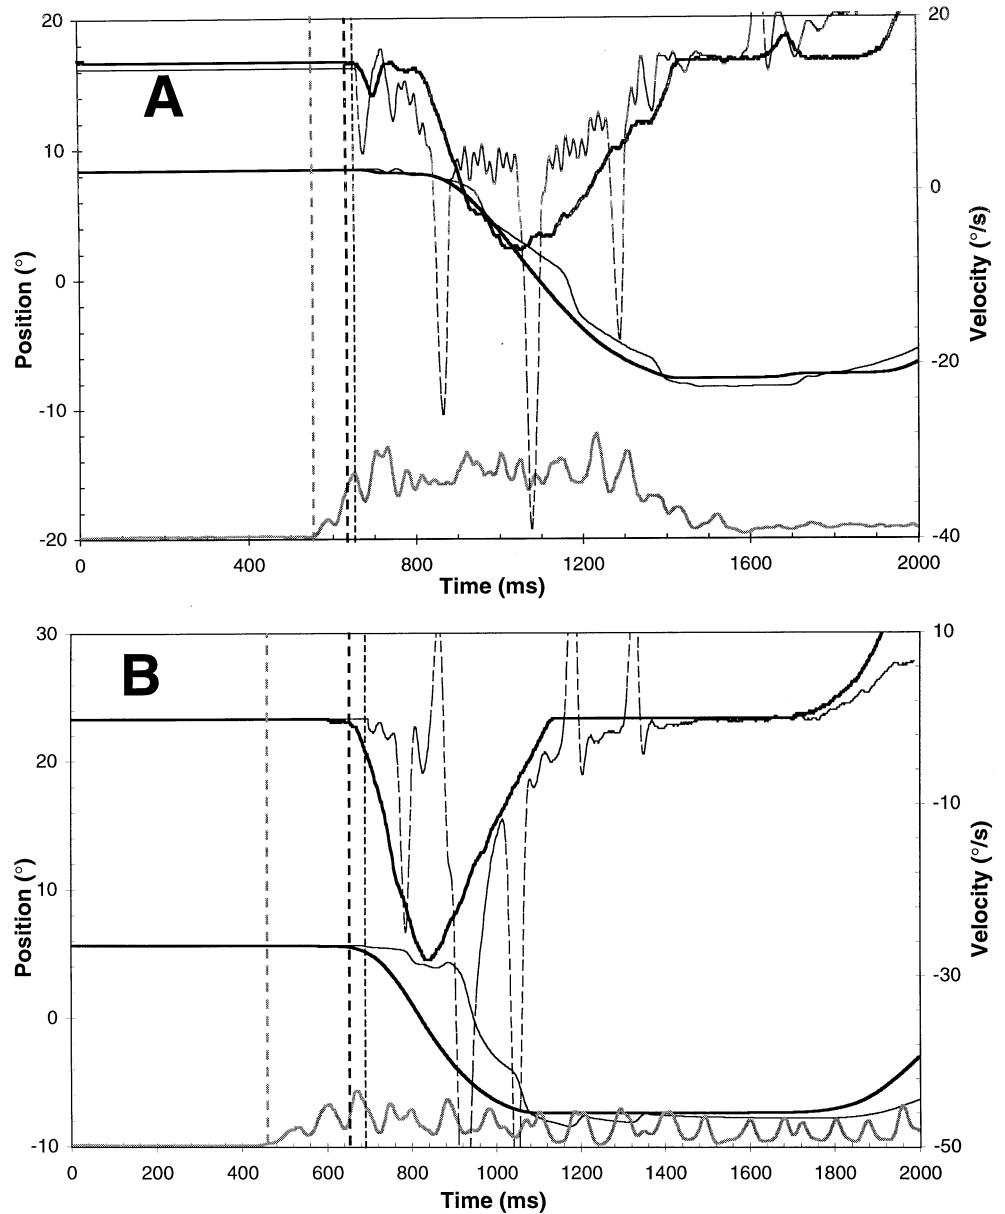 20 20
A
10
0
Position (°)
Velocity (°/s)
0
-20
-10
-20 -40
0 400 800 1200 1600 2000
Time (ms)
30 10
B
20
-10
Position (°)
Velocity (°/s)
10
-30
0
-10 -50
0 200 400 600 800 1000 1200 1400 1600 1800 2000
Time (ms)